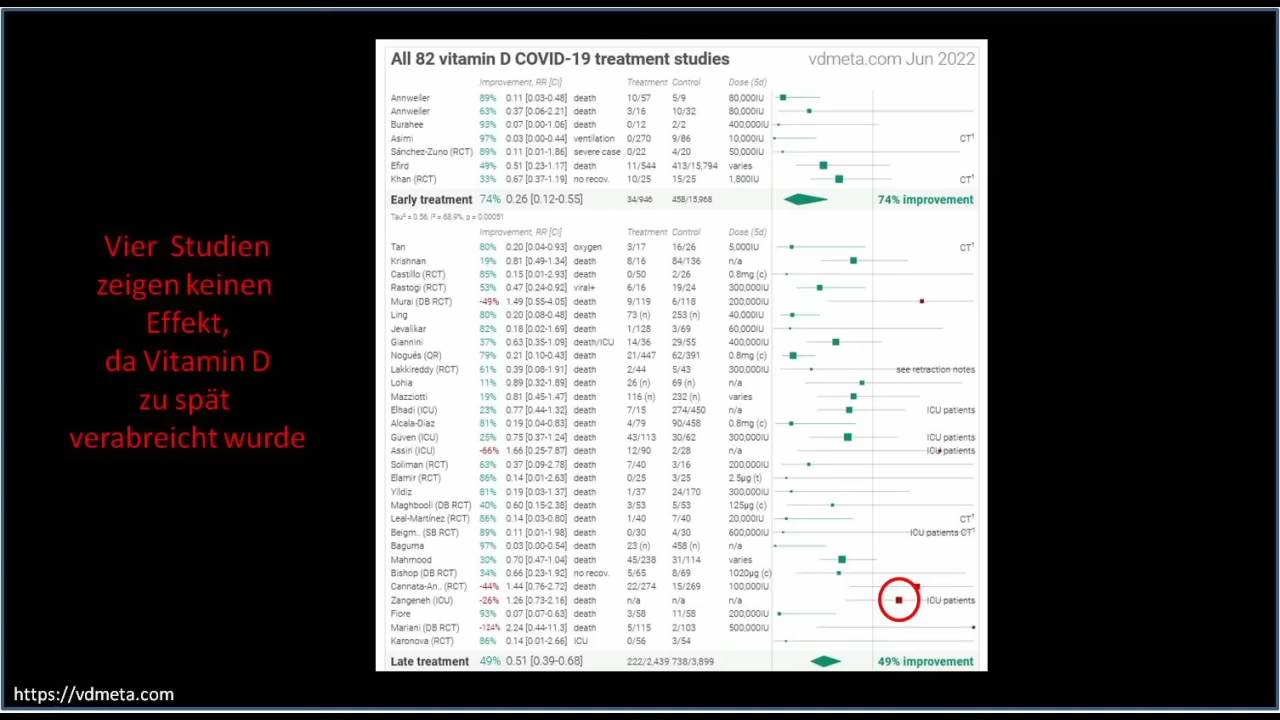 All 82 vitamin D COVID-19 treatment studies vdmeta.com Jun 2022
Improvement, RR [CI] Treatment Control Dose (5d)
Annweiler 89% 0.11 [0.03-0.48] death 10/57 5/9 80,000IU
Annweiler 63% 0.37 [0.06-2.21] death 3/16 10/32 80,000IU
Burahee 93% 0.07 [0.00-1.06] death 0/12 2/2 400,000IU
Asimi 97% 0.03 [0.00-0.44] ventilation 0/270 9/86 10,000IU CT¹
Sánchez-Zuno (RCT) 89% 0.11 [0.01-1.86] severe case 0/22 4/20 50,000IU
Efird 49% 0.51 [0.23-1.17] death 11/544 413/15,794 varies
Khan (RCT) 33% 0.67 [0.37-1.19] no recov. 10/25 15/25 1,800IU CT¹
Early treatment 74% 0.26 [0.12-0.55] 34/946 458/15,968 74% improvement
Tau² = 0.56, I² = 68.9%, p = 0.00051
Improvement, RR [CI] Treatment Control Dose (5d)
Tan 80% 0.20 [0.04-0.93] oxygen 3/17 16/26 5,000IU CT¹
Krishnan 19% 0.81 [0.49-1.34] death 8/16 84/136 n/a
Castillo (RCT) 85% 0.15 [0.01-2.93] death 0/50 2/26 0.8mg (c)
Rastogi (RCT) 53% 0.47 [0.24-0.92] viral+ 6/16 19/24 300,000IU
Murai (DB RCT) -49% 1.49 [0.55-4.05] death 9/119 6/118 200,000IU
Ling 80% 0.20 [0.08-0.48] death 73 (n) 253 (n) 40,000IU
Jevalikar 82% 0.18 [0.02-1.69] death 1/128 3/69 60,000IU
Giannini 37% 0.63 [0.35-1.09] death/ICU 14/36 29/55 400,000IU
Nogués (QR) 79% 0.21 [0.10-0.43] death 21/447 62/391 0.8mg (c)
Lakkireddy (RCT) 61% 0.39 [0.08-1.91] death 2/44 5/43 300,000IU see retraction notes
Lohia 11% 0.89 [0.32-1.89] death 26 (n) 69 (n) n/a
Mazziotti 19% 0.81 [0.45-1.47] death 116 (n) 232 (n) varies
Elhadi (ICU) 23% 0.77 [0.44-1.32] death 7/15 274/450 n/a ICU patients
Alcala-Diaz 81% 0.19 [0.04-0.83] death 4/79 90/458 0.8mg (c)
Güven (ICU) 25% 0.75 [0.37-1.24] death 43/113 30/62 300,000IU ICU patients
Assiri (ICU) -66% 1.66 [0.25-7.87] death 12/90 2/28 n/a ICU patients
Soliman (RCT) 63% 0.37 [0.09-2.78] death 7/40 3/16 200,000IU
Elamir (RCT) 86% 0.14 [0.01-2.63] death 0/25 3/25 2.5μg (t)
Yildiz 81% 0.19 [0.03-1.37] death 1/37 24/170 300,000IU
Maghbooli (DB RCT) 40% 0.60 [0.15-2.38] death 3/53 5/53 125μg (c)
Leal-Martínez (RCT) 86% 0.14 [0.03-0.80] death 1/40 7/40 20,000IU CT¹
Beigm.. (SB RCT) 89% 0.11 [0.01-1.98] death 0/30 4/30 600,000IU ICU patients CT¹
Baguma 97% 0.03 [0.00-0.54] death 23 (n) 458 (n) n/a
Mahmood 30% 0.70 [0.47-1.04] death 45/238 31/114 varies
Bishop (DB RCT) 34% 0.66 [0.23-1.92] no recov. 5/65 8/69 1020μg (c)
Cannata-An.. (RCT) -44% 1.44 [0.76-2.72] death 22/274 15/269 100,000IU
Zangeneh (ICU) -26% 1.26 [0.73-2.16] death n/a n/a n/a ICU patients
Fiore 93% 0.07 [0.07-0.63] death 3/58 11/58 200,000IU
Mariani (DB RCT) -124% 2.24 [0.44-11.3] death 5/115 2/103 500,000IU
Karonova (RCT) 86% 0.14 [0.01-2.66] ICU 0/56 3/54
Late treatment 49% 0.51 [0.39-0.68] 222/2,439 738/3,899 49% improvement
Vier Studien
zeigen keinen
Effekt,
da Vitamin D
zu spät
verabreicht wurde
https://vdmeta.com